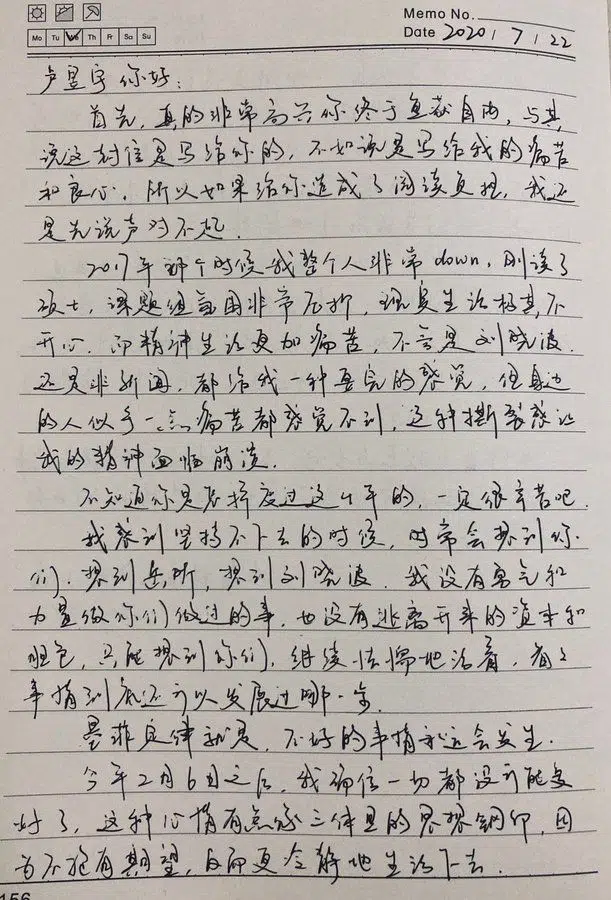 Memo No.
Date 2020 / 7 / 22
Mo Tu We Th Fr Sa Su
卢昱宇你好:
首先,真的非常高兴你终于重获自由,与其
说这封信是写给你的,不如说是写给我的痛苦
和良心,所以如果给你造成了阅读负担,我还
是先说声对不起.
2017年那个时候我整个人非常down,刚读了
硕士,课题组氛围非常压抑,现实生活极其不
开心,而精神生活更加痛苦,不管是刘晓波
还是非新闻,都给我一种要完的感觉,但身边
的人似乎一点痛苦都感觉不到,这种撕裂感让
我的精神面临崩溃.
不知道你是怎样度过这4年的,一定很辛苦吧.
我感到坚持不下去的时候,时常会想到你
们,想到岳昕,想到刘晓波.我没有勇气和
力量做你们做过的事,也没有逃离开来的资本和
胆色,只能想到你们,继续怯懦地活着,看看
事情到底还可以发展过哪一步.
墨菲定律就是,不好的事情永远会发生.
今年2月6日之后,我确信一切都没可能变
好了,这种心情有点像三体里的思想钢印,因
为不抱有期望,反而更冷静地生活下去.
156